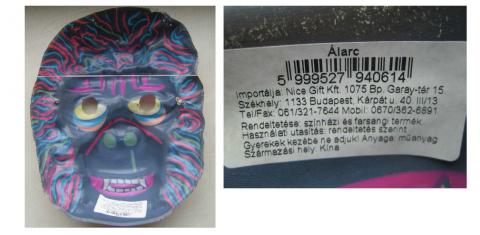 Álarc
5 999527 940614
Importálja: Nice Gift Kft. 1075 Bp. Garay-tér 15.
Székhely: 1133 Budapest, Kárpát u. 40. III/13
Tel/Fax: 061/321-7644 Mobil: 0670/362-6891
Rendeltetése: színházi és farsangi termék.
Használati utasítás: rendeltetés szerint
Gyerekek kezébe ne adjuk! Anyaga: műanyag
Származási hely: Kína